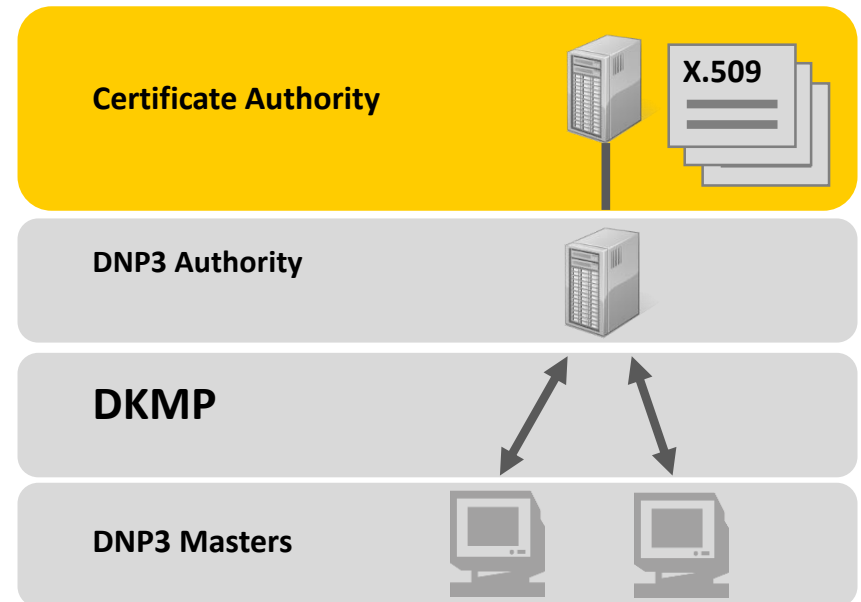 Certificate Authority
X.509
DNP3 Authority
DKMP
DNP3 Masters